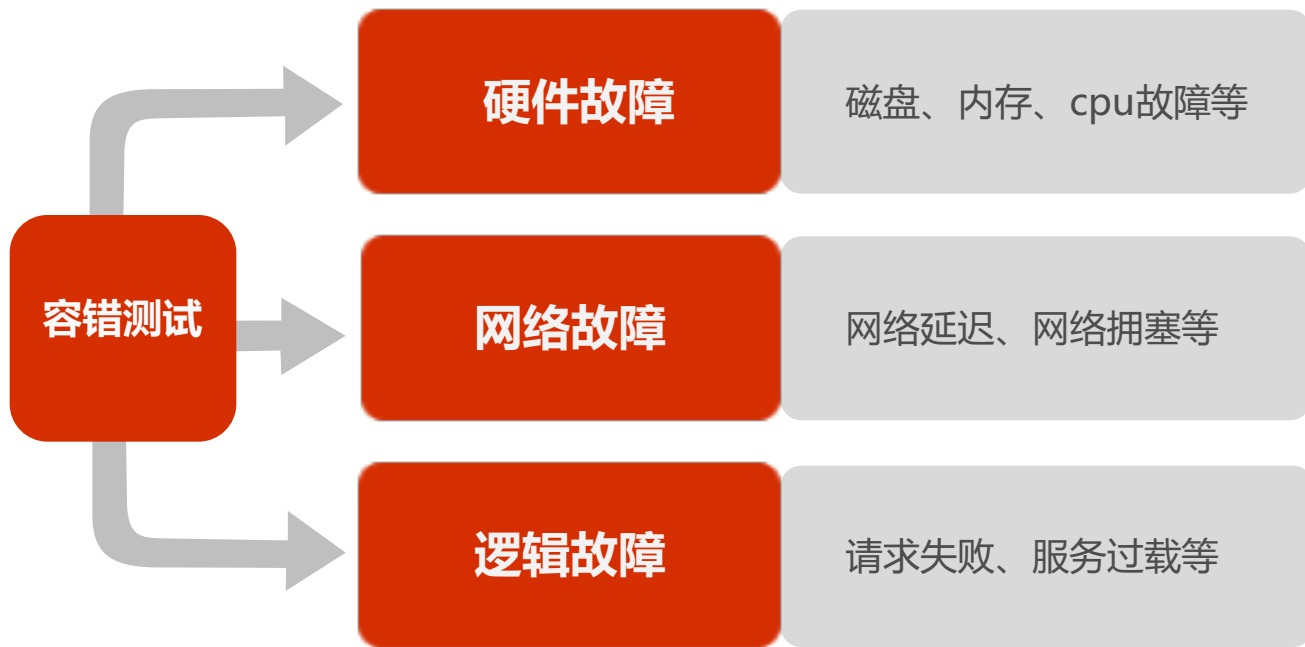 硬件故障
磁盘、内存、cpu故障等
容错测试
网络故障
网络延迟、网络拥塞等
逻辑故障
请求失败、服务过载等